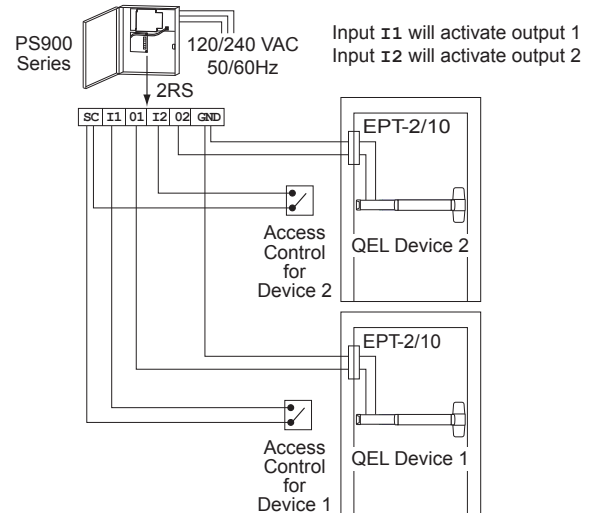 PS900
Series
120/240 VAC
50/60Hz
Input I1 will activate output 1
Input I2 will activate output 2
2RS
SC I1 01 I2 02 GND
EPT-2/10
Access
Control
for
Device 2
QEL Device 2
EPT-2/10
Access
Control
for
Device 1
QEL Device 1